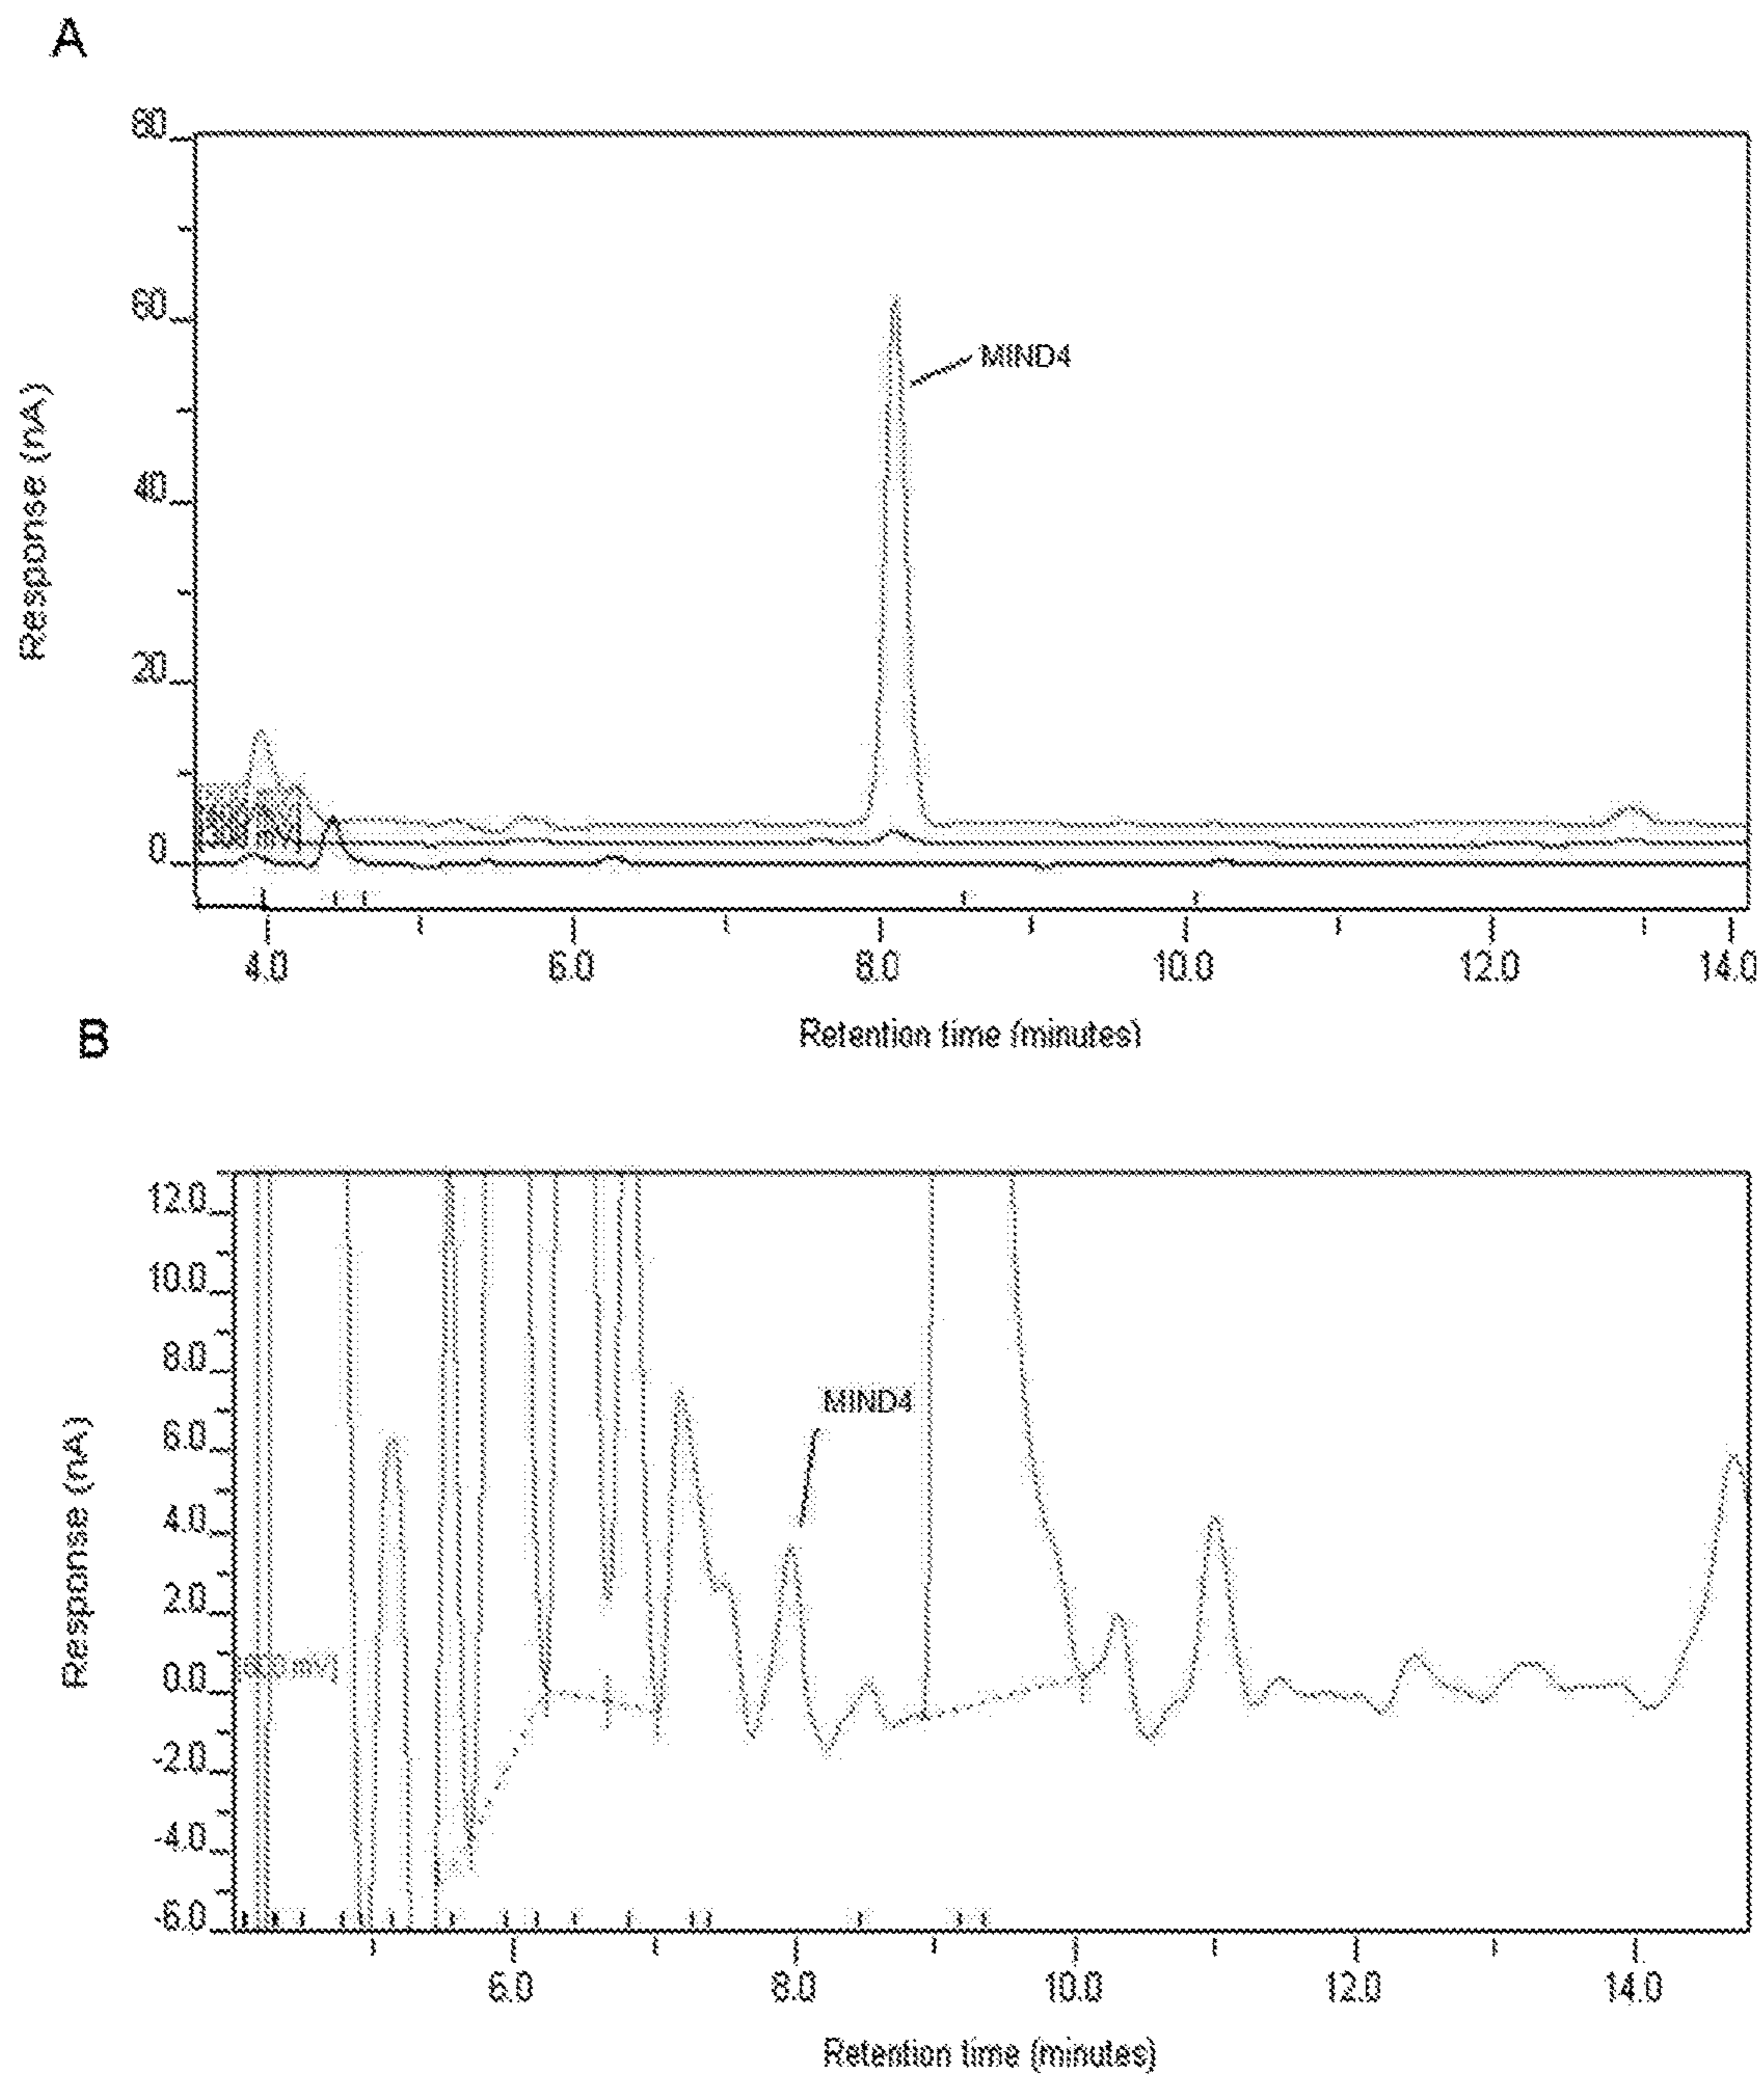 A
80
60
40
20
0
Response (nA)
MIND4
4.0 6.0 8.0 10.0 12.0 14.0
Retention time (minutes)
B
12.0
10.0
8.0
6.0
4.0
2.0
0.0
-2.0
-4.0
-6.0
Response (nA)
MIND4
mV
6.0 8.0 10.0 12.0 14.0
Retention time (minutes)